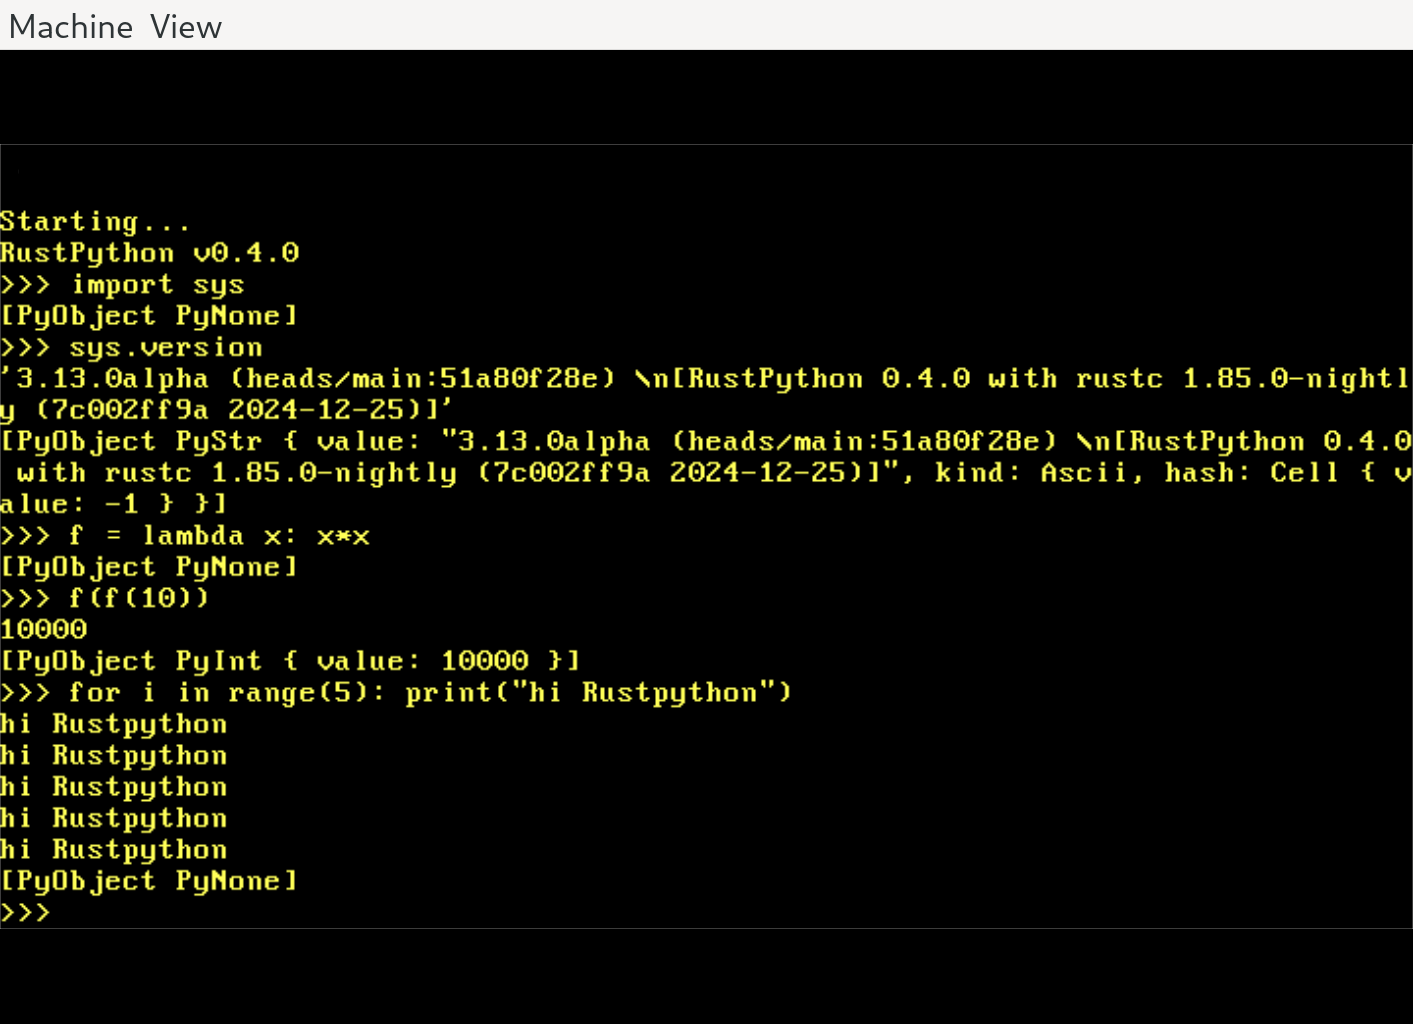 Machine View
Starting...
RustPython v0.4.0
>>> import sys
[PyObject PyNone]
>>> sys.version
'3.13.0alpha (heads/main:51a80f28e) \n[RustPython 0.4.0 with rustc 1.85.0-nightl
y (7c002ff9a 2024-12-25)]'
[PyObject PyStr { value: "3.13.0alpha (heads/main:51a80f28e) \n[RustPython 0.4.0
 with rustc 1.85.0-nightly (7c002ff9a 2024-12-25)]", kind: Ascii, hash: Cell { v
alue: -1 } }]
>>> f = lambda x: x*x
[PyObject PyNone]
>>> f(f(10))
10000
[PyObject PyInt { value: 10000 }]
>>> for i in range(5): print("hi Rustpython")
hi Rustpython
hi Rustpython
hi Rustpython
hi Rustpython
hi Rustpython
[PyObject PyNone]
>>>